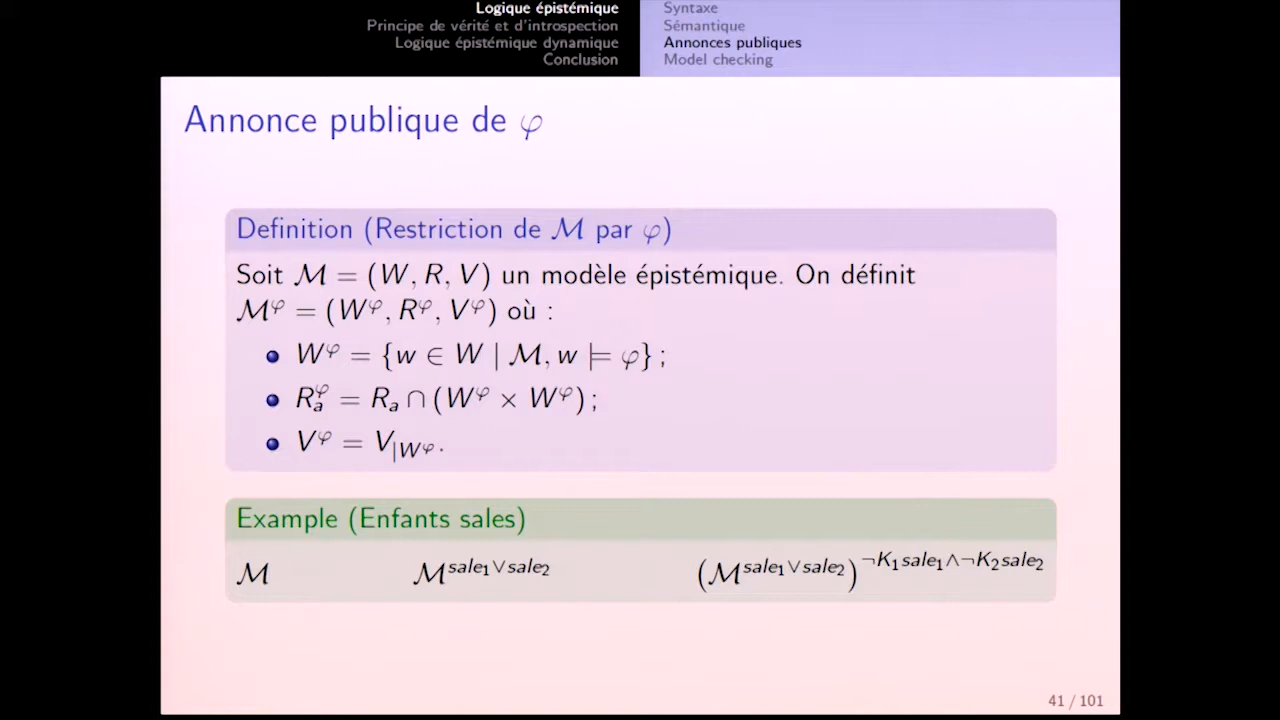 Logique épistémique
Principe de vérité et d'introspection
Logique épistémique dynamique
Conclusion
Syntaxe
Sémantique
Annonces publiques
Model checking
Annonce publique de φ
Definition (Restriction de ℳ par φ)
Soit ℳ = (W, R, V) un modèle épistémique. On définit
ℳ^φ = (W^φ, R^φ, V^φ) où :
• W^φ = {w ∈ W | ℳ, w ⊨ φ} ;
• R_a^φ = R_a ∩ (W^φ × W^φ) ;
• V^φ = V_{|W^φ}.
Example (Enfants sales)
ℳ ℳ^{sale₁∨sale₂} (ℳ^{sale₁∨sale₂})^{¬K₁sale₁∧¬K₂sale₂}
41 / 101